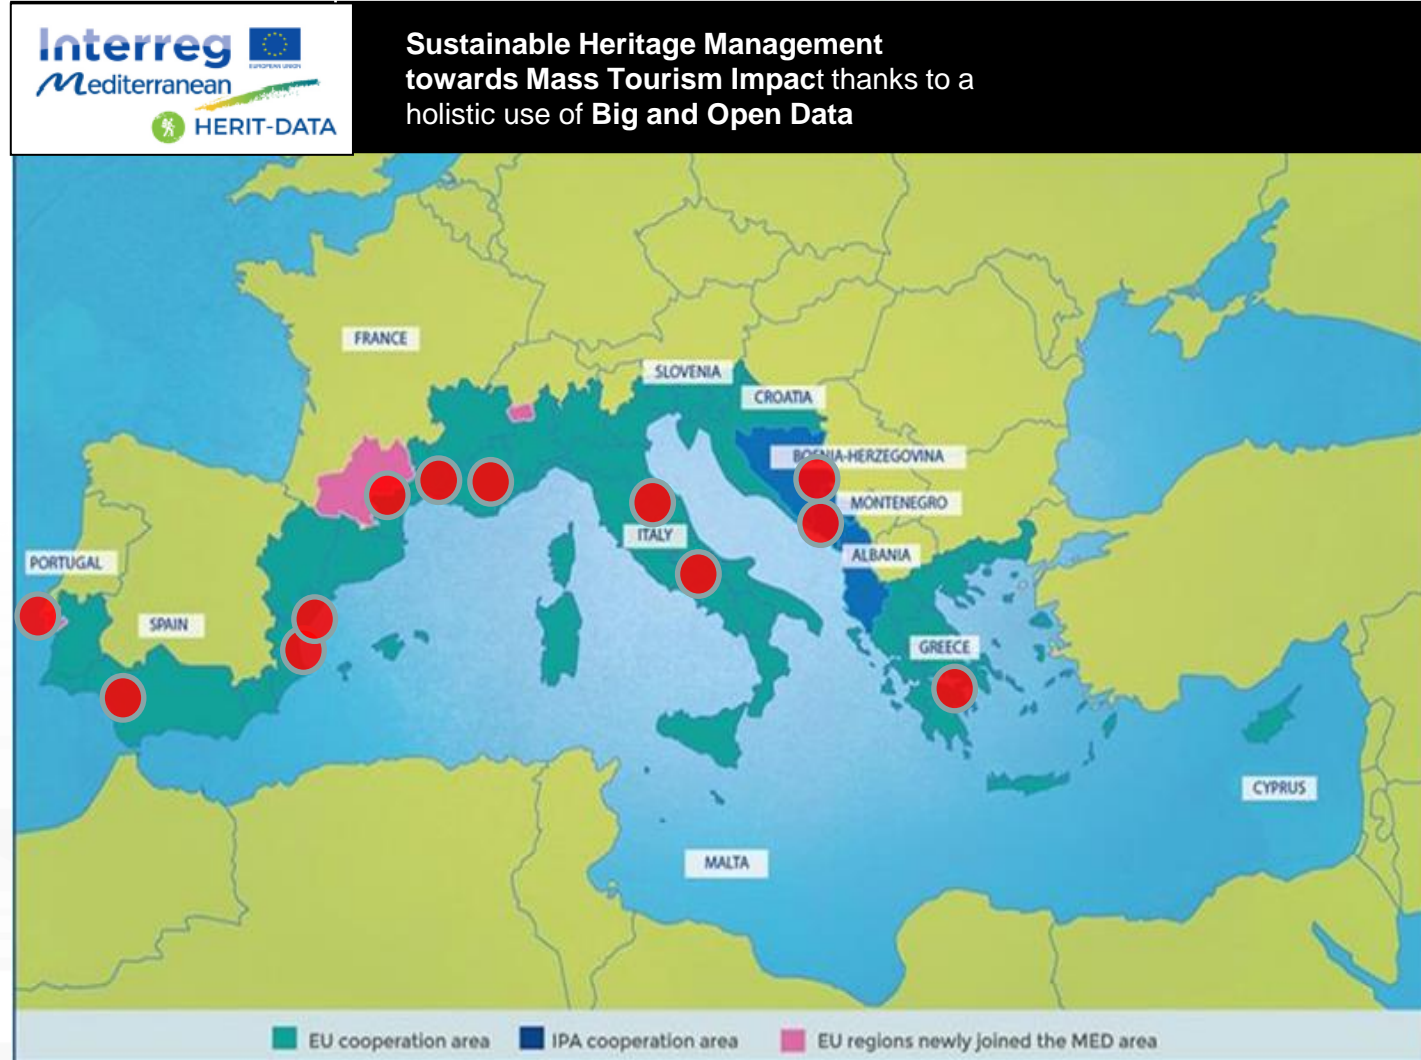 Interreg
EUROPEAN UNION
Mediterranean
HERIT-DATA
Sustainable Heritage Management
towards Mass Tourism Impact thanks to a
holistic use of Big and Open Data
FRANCE
SLOVENIA
CROATIA
BOSNIA-HERZEGOVINA
MONTENEGRO
ITALY
ALBANIA
PORTUGAL
SPAIN
GREECE
CYPRUS
MALTA
EU cooperation area IPA cooperation area EU regions newly joined the MED area